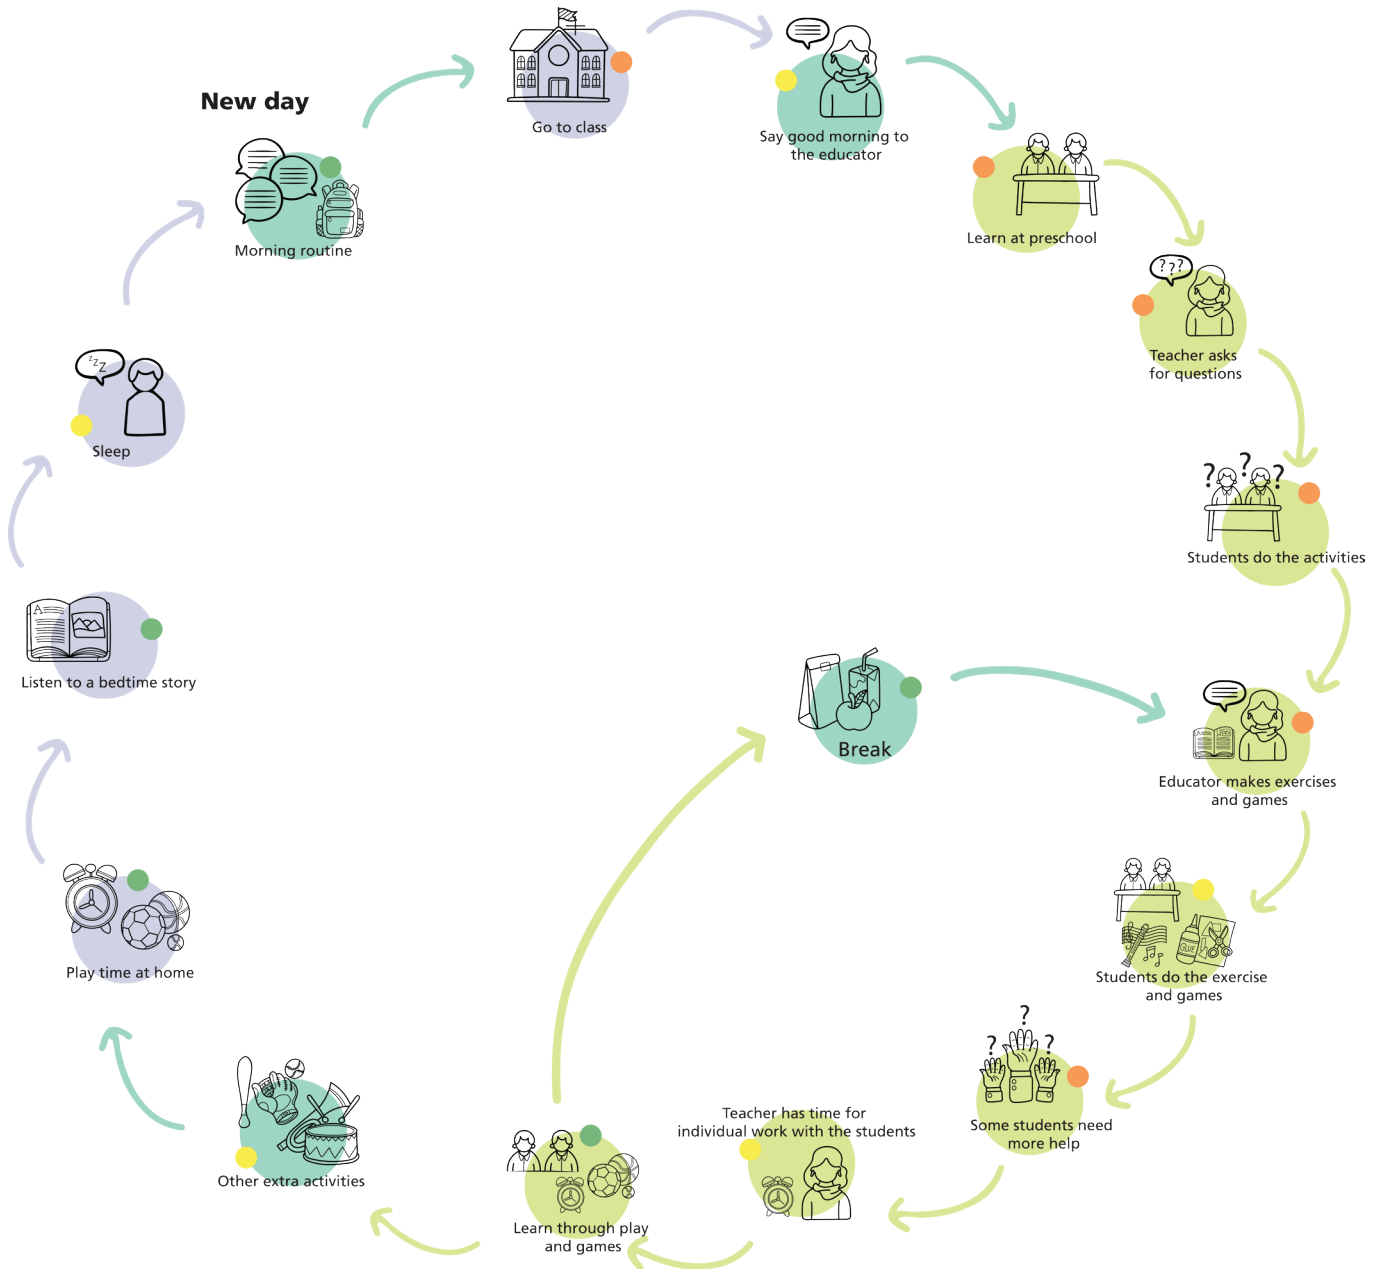 New day
Morning routine
Go to class
Say good morning to
the educator
Learn at preschool
???
Teacher asks
for questions
? ? ?
Students do the activities
Educator makes exercises
and games
GLUE
Students do the exercise
and games
? ? ?
Some students need
more help
Teacher has time for
individual work with the students
Learn through play
and games
Break
Other extra activities
Play time at home
A
Listen to a bedtime story
zzz
Sleep